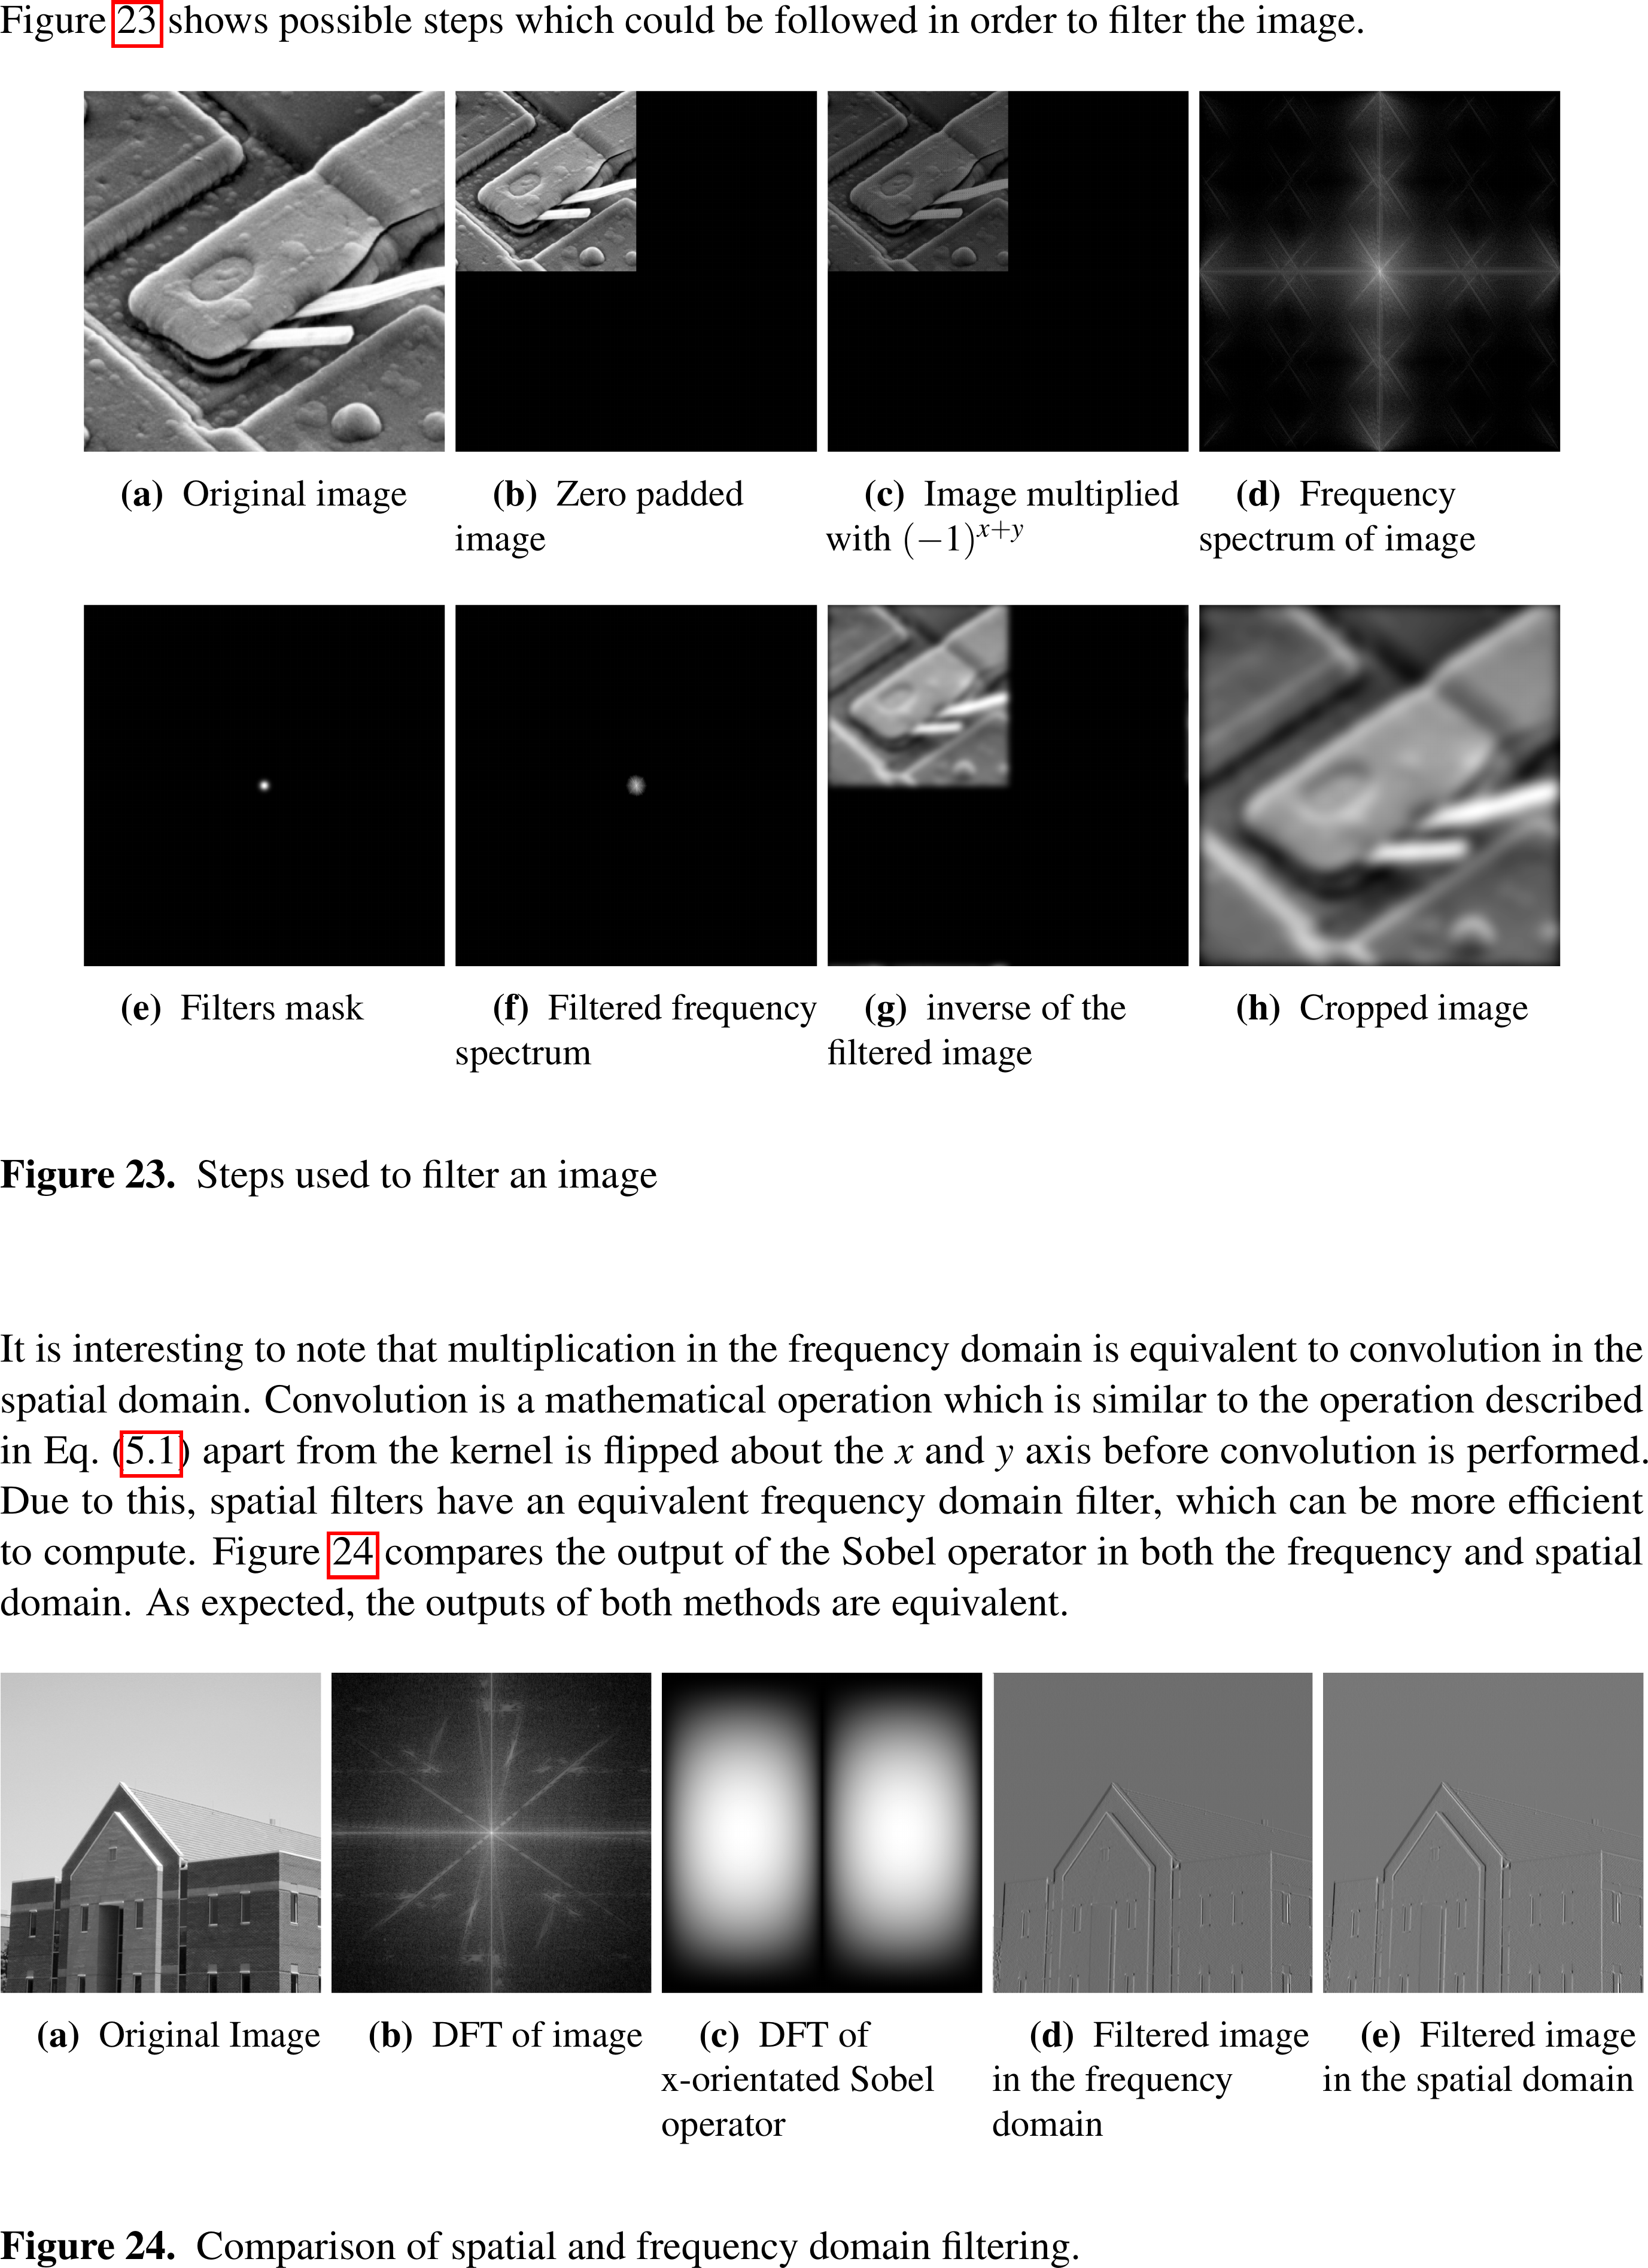 Figure 23 shows possible steps which could be followed in order to filter the image.
(a) Original image
(b) Zero padded
image
(c) Image multiplied
with (−1)^{x+y}
(d) Frequency
spectrum of image
(e) Filters mask
(f) Filtered frequency
spectrum
(g) inverse of the
filtered image
(h) Cropped image
Figure 23. Steps used to filter an image
It is interesting to note that multiplication in the frequency domain is equivalent to convolution in the
spatial domain. Convolution is a mathematical operation which is similar to the operation described
in Eq. (5.1) apart from the kernel is flipped about the x and y axis before convolution is performed.
Due to this, spatial filters have an equivalent frequency domain filter, which can be more efficient
to compute. Figure 24 compares the output of the Sobel operator in both the frequency and spatial
domain. As expected, the outputs of both methods are equivalent.
(a) Original Image
(b) DFT of image
(c) DFT of
x-orientated Sobel
operator
(d) Filtered image
in the frequency
domain
(e) Filtered image
in the spatial domain
Figure 24. Comparison of spatial and frequency domain filtering.